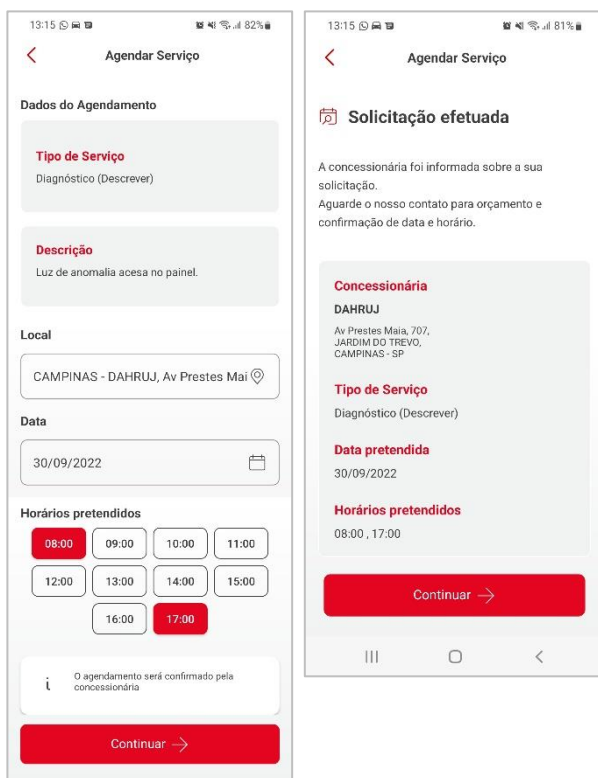 13:15 82%
Agendar Serviço
Dados do Agendamento
Tipo de Serviço
Diagnóstico (Descrever)
Descrição
Luz de anomalia acesa no painel.
Local
CAMPINAS - DAHRUJ, Av Prestes Mai
Data
30/09/2022
Horários pretendidos
08:00 09:00 10:00 11:00
12:00 13:00 14:00 15:00
16:00 17:00
i O agendamento será confirmado pela
concessionária
Continuar
13:15 81%
Agendar Serviço
Solicitação efetuada
A concessionária foi informada sobre a sua
solicitação.
Aguarde o nosso contato para orçamento e
confirmação de data e horário.
Concessionária
DAHRUJ
Av Prestes Maia, 707,
JARDIM DO TREVO,
CAMPINAS - SP
Tipo de Serviço
Diagnóstico (Descrever)
Data pretendida
30/09/2022
Horários pretendidos
08:00 , 17:00
Continuar